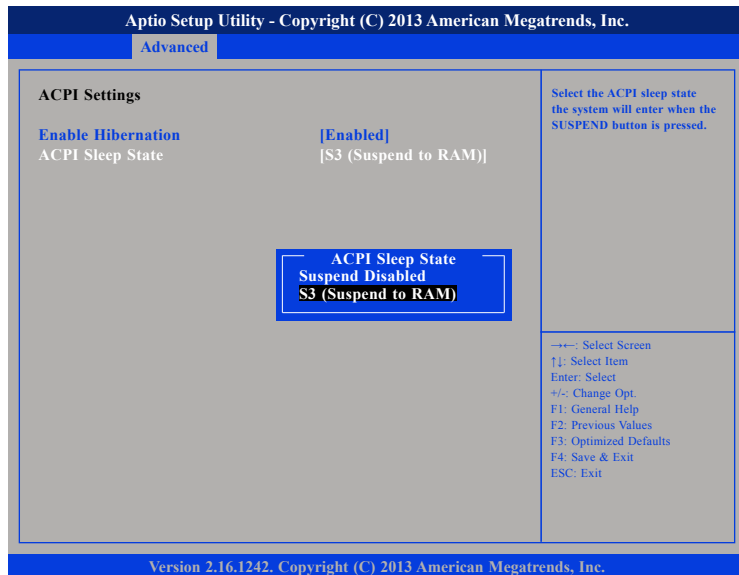 Aptio Setup Utility - Copyright (C) 2013 American Megatrends, Inc.
Advanced
ACPI Settings
Enable Hibernation [Enabled]
ACPI Sleep State [S3 (Suspend to RAM)]
ACPI Sleep State
Suspend Disabled
S3 (Suspend to RAM)
Select the ACPI sleep state
the system will enter when the
SUSPEND button is pressed.
→←: Select Screen
↑↓: Select Item
Enter: Select
+/-: Change Opt.
F1: General Help
F2: Previous Values
F3: Optimized Defaults
F4: Save & Exit
ESC: Exit
Version 2.16.1242. Copyright (C) 2013 American Megatrends, Inc.